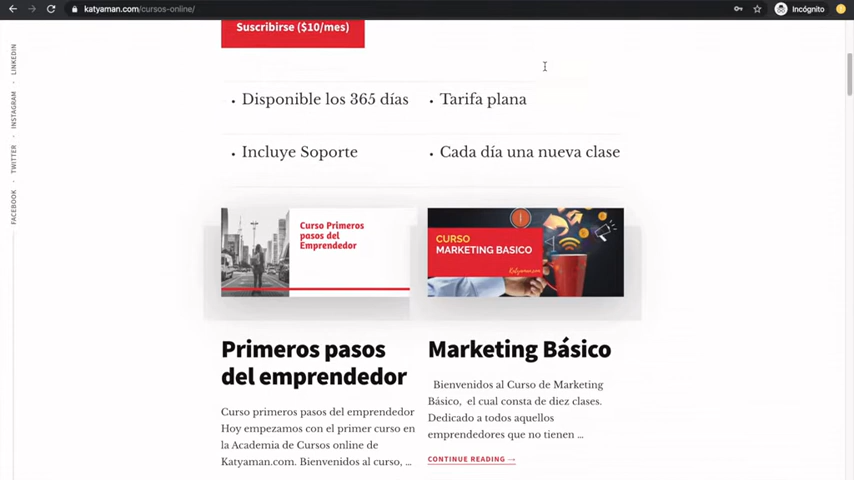 katyaman.com/cursos-online/
Incógnito
Suscribirse ($10/mes)
LINKEDIN
INSTAGRAM
TWITTER
FACEBOOK
• Disponible los 365 días
• Tarifa plana
• Incluye Soporte
• Cada día una nueva clase
Curso Primeros
pasos del
Emprendedor
CURSO
MARKETING BASICO
Katyaman.com
Primeros pasos
del emprendedor
Curso primeros pasos del emprendedor
Hoy empezamos con el primer curso en
la Academia de Cursos online de
Katyaman.com. Bienvenidos al curso, ...
Marketing Básico
Bienvenidos al Curso de Marketing
Básico, el cual consta de diez clases.
Dedicado a todos aquellos
emprendedores que no tienen ...
CONTINUE READING →